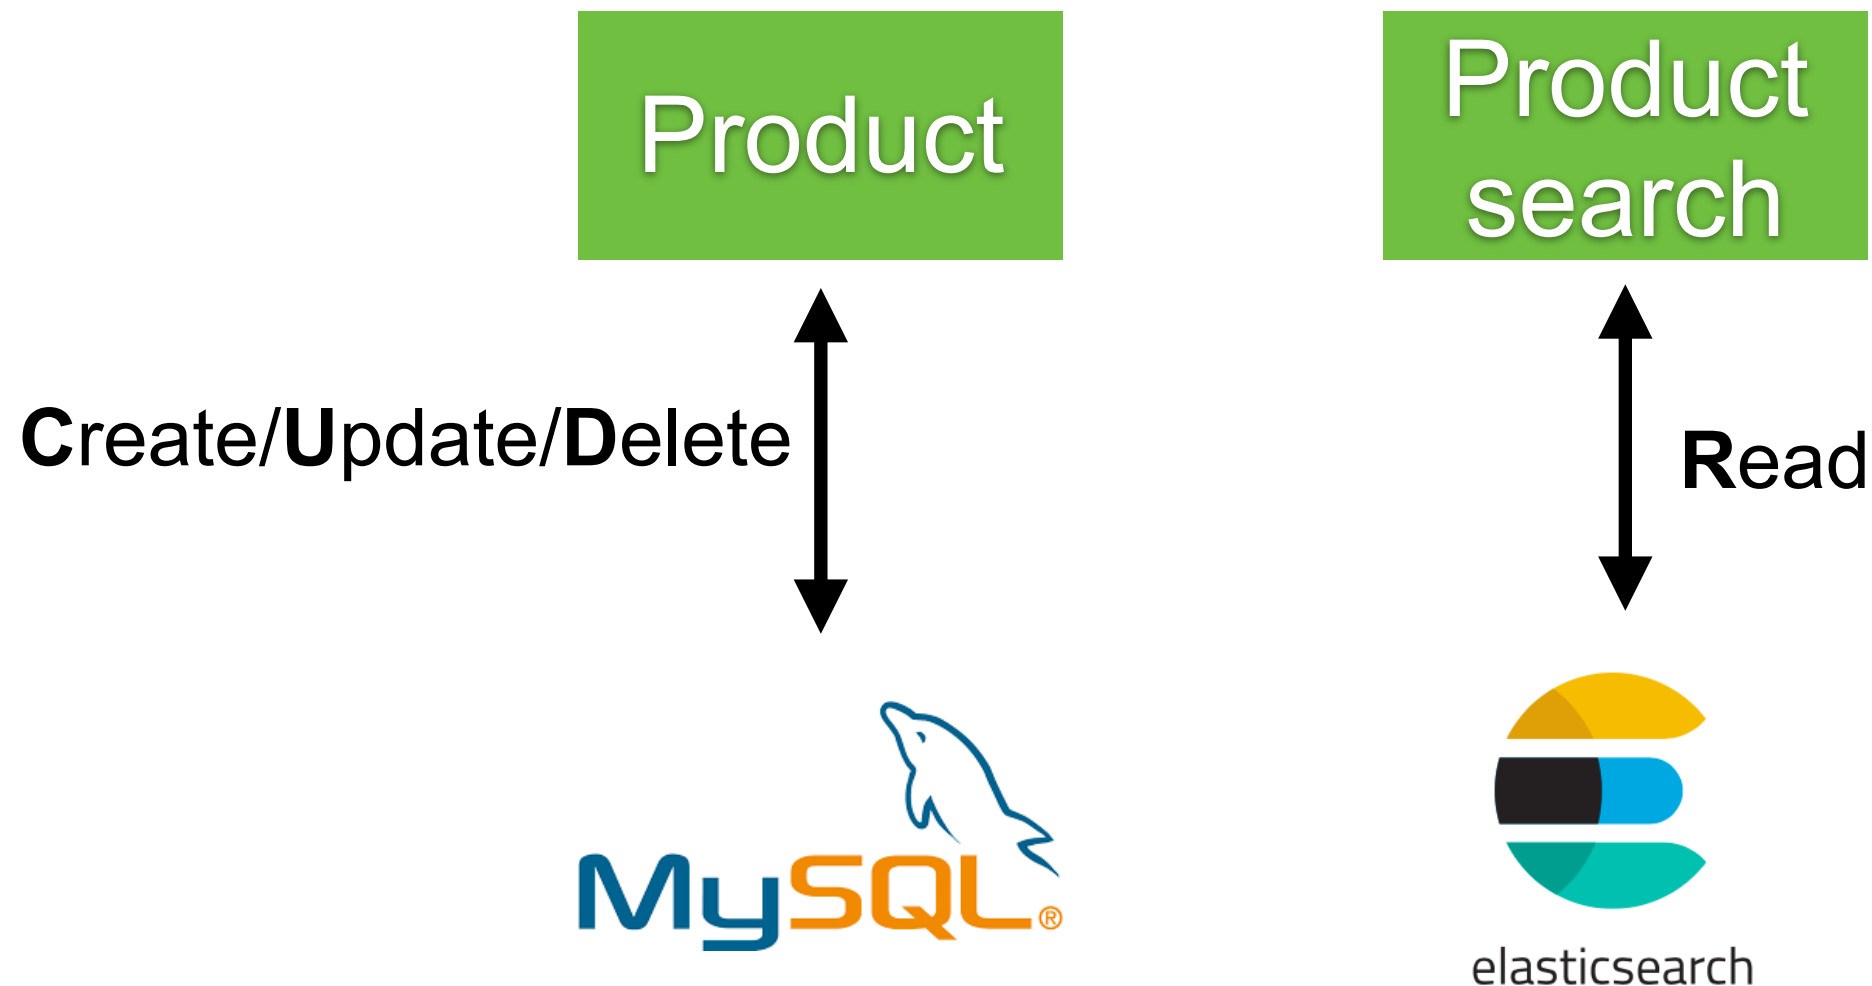 Product
Product
search
Create/Update/Delete
Read
MySQL®
elasticsearch